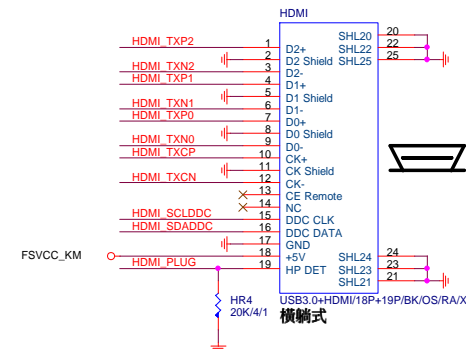 HDMI
HDMI_TXP2 1 D2+ SHL20 20
2 D2 Shield SHL22 22
HDMI_TXN2 3 D2- SHL25 25
HDMI_TXP1 4 D1+
5 D1 Shield
HDMI_TXN1 6 D1-
HDMI_TXP0 7 D0+
8 D0 Shield
HDMI_TXN0 9 D0-
HDMI_TXCP 10 CK+
11 CK Shield
HDMI_TXCN 12 CK-
13 CE Remote
14 NC
HDMI_SCLDDC 15 DDC CLK
HDMI_SDADDC 16 DDC DATA
17 GND
FSVCC_KM 18 +5V SHL24 24
HDMI_PLUG 19 HP DET SHL23 23
SHL21 21
HR4
20K/4/1
USB3.0+HDMI/18P+19P/BK/OS/RA/X
橫躺式